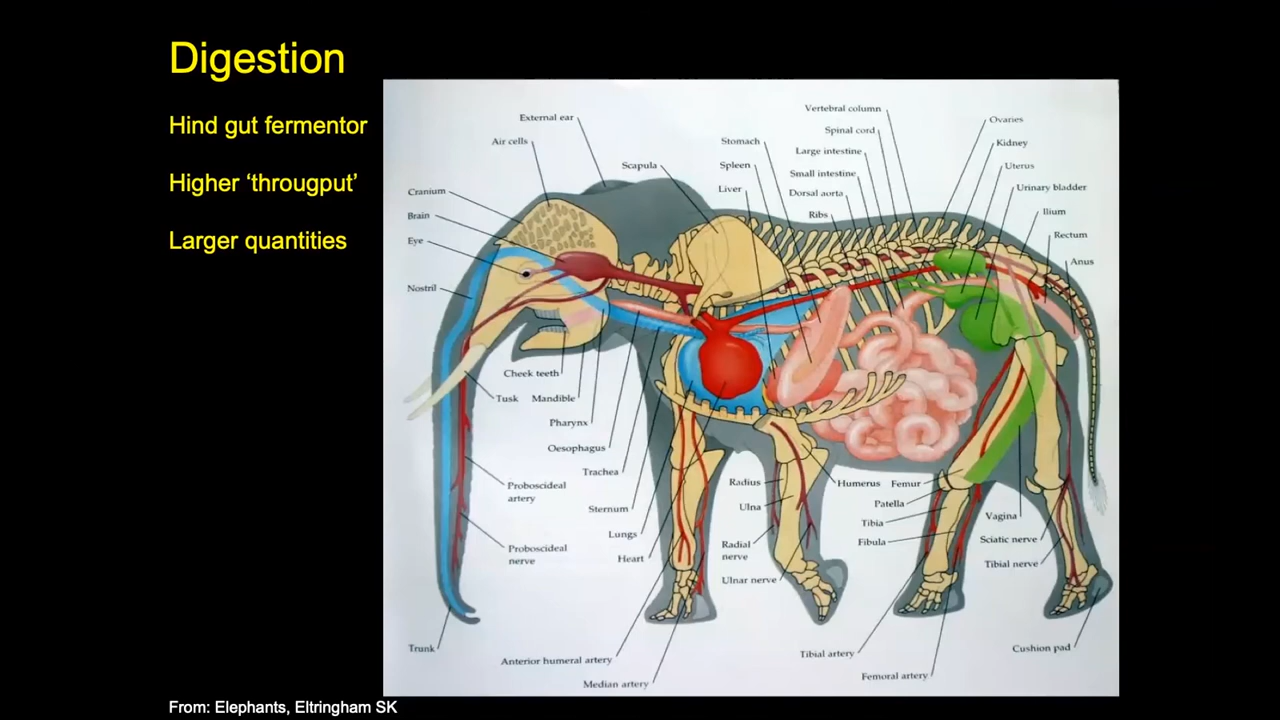 Digestion
Hind gut fermentor
Higher ‘througput’
Larger quantities
External ear
Air cells
Cranium
Brain
Eye
Nostril
Scapula
Stomach
Spleen
Liver
Vertebral column
Spinal cord
Large intestine
Small intestine
Dorsal aorta
Ribs
Ovaries
Kidney
Uterus
Urinary bladder
Ilium
Rectum
Anus
Cheek teeth
Tusk
Mandible
Pharynx
Oesophagus
Trachea
Proboscideal
artery
Sternum
Lungs
Proboscideal
nerve
Heart
Radius
Ulna
Radial
nerve
Ulnar nerve
Humerus
Femur
Patella
Tibia
Fibula
Vagina
Sciatic nerve
Tibial nerve
Trunk
Anterior humeral artery
Median artery
Tibial artery
Femoral artery
Cushion pad
From: Elephants, Eltringham SK